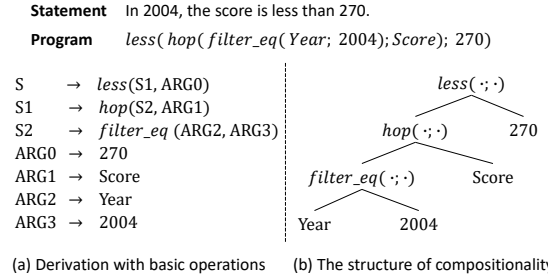 Statement In 2004, the score is less than 270.
Program less( hop( filter_eq( Year; 2004); Score); 270)
S → less(S1, ARG0)
S1 → hop(S2, ARG1)
S2 → filter_eq (ARG2, ARG3)
ARG0 → 270
ARG1 → Score
ARG2 → Year
ARG3 → 2004
(a) Derivation with basic operations
less( ·; ·)
hop( ·; ·) 270
filter_eq( ·; ·) Score
Year 2004
(b) The structure of compositionality